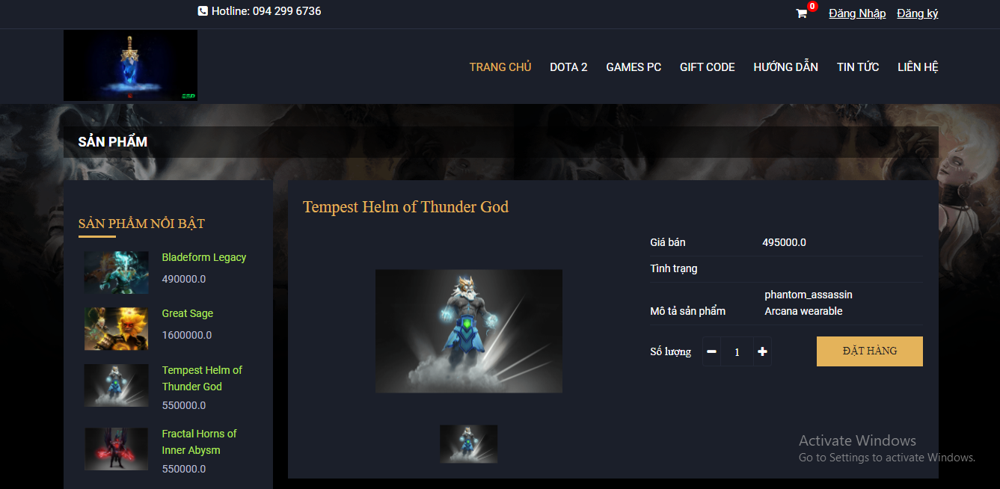 Hotline: 094 299 6736
0
Đăng Nhập Đăng ký
TRANG CHỦ DOTA 2 GAMES PC GIFT CODE HƯỚNG DẪN TIN TỨC LIÊN HỆ
SẢN PHẨM
SẢN PHẨM NỔI BẬT
Bladeform Legacy
490000.0
Great Sage
1600000.0
Tempest Helm of
Thunder God
550000.0
Fractal Horns of
Inner Abysm
550000.0
Tempest Helm of Thunder God
Giá bán 495000.0
Tình trạng
phantom_assassin
Mô tả sản phẩm Arcana wearable
Số lượng 1 ĐẶT HÀNG
Activate Windows
Go to Settings to activate Windows.